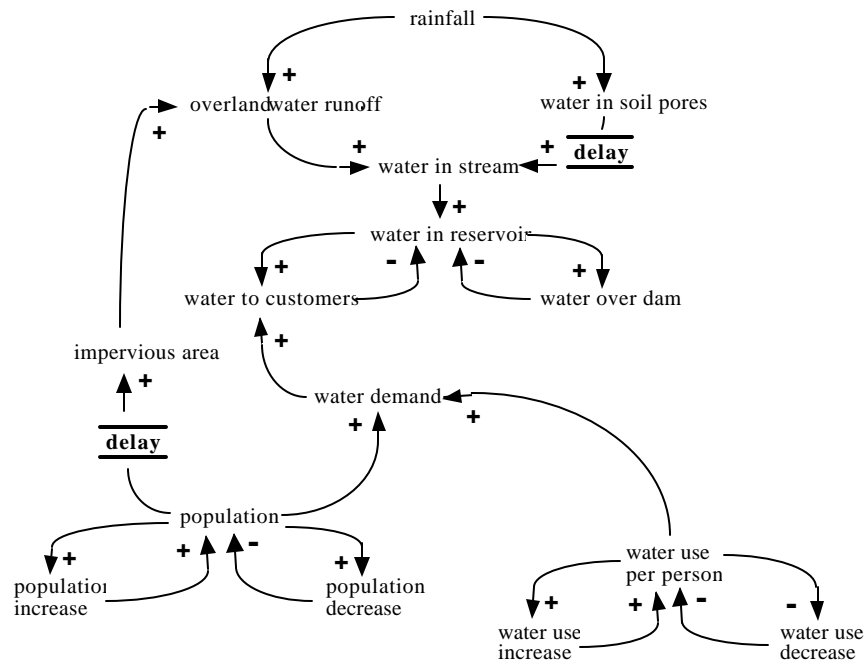 rainfall
+
+
overland water runoff
water in soil pores
+
+
+
delay
water in stream
+
water in reservoir
-
-
+
+
water to customers
water over dam
+
impervious area
+
water demand
+
+
delay
population
+
+
-
+
population
increase
population
decrease
water use
per person
+
+
-
-
water use
increase
water use
decrease